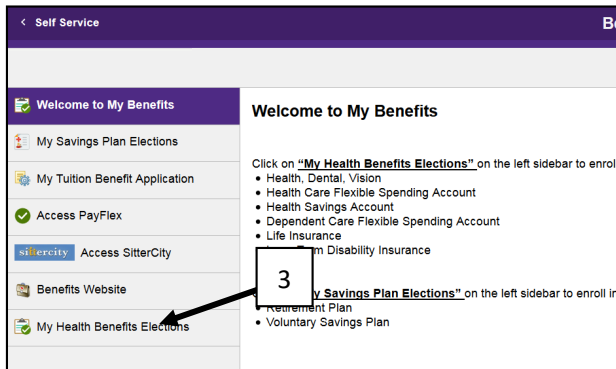 Self Service
Be
Welcome to My Benefits
My Savings Plan Elections
My Tuition Benefit Application
Access PayFlex
sittercity Access SitterCity
Benefits Website
My Health Benefits Elections
Welcome to My Benefits
Click on "My Health Benefits Elections" on the left sidebar to enrol
• Health, Dental, Vision
• Health Care Flexible Spending Account
• Health Savings Account
• Dependent Care Flexible Spending Account
• Life Insurance
m Disability Insurance
3
y Savings Plan Elections" on the left sidebar to enroll in
• Retirement Plan
• Voluntary Savings Plan